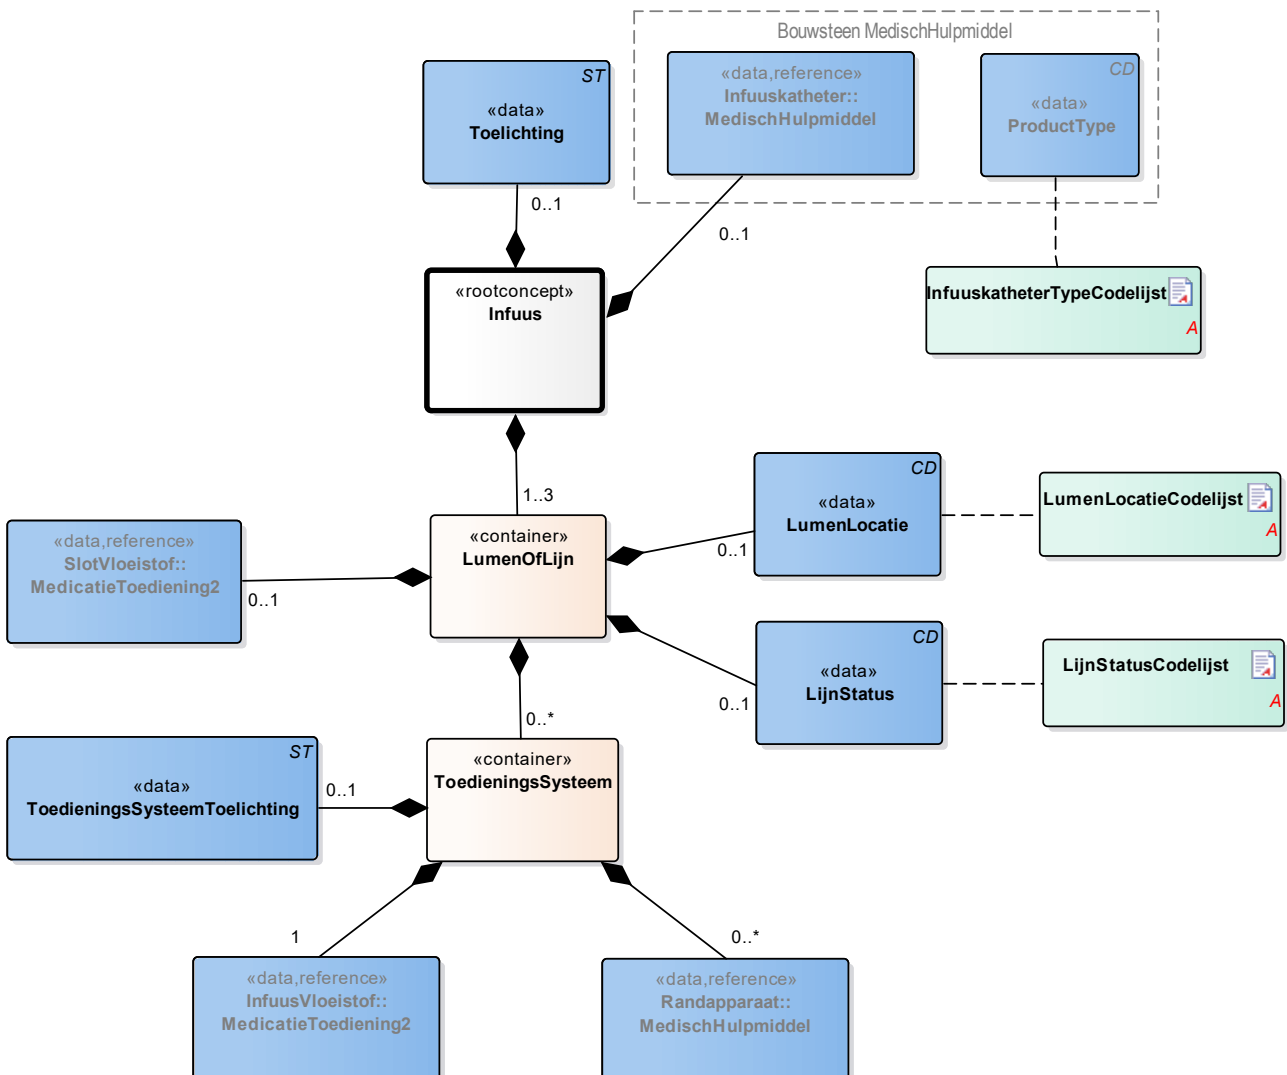 Bouwsteen MedischHulpmiddel
ST
«data»
Toelichting
«data,reference»
Infuuskatheter::
MedischHulpmiddel
CD
«data»
ProductType
0..1
0..1
«rootconcept»
Infuus
InfuuskatheterTypeCodelijst
A
1..3
CD
«data»
LumenLocatie
0..1
LumenLocatieCodelijst
A
«container»
LumenOfLijn
«data,reference»
SlotVloeistof::
MedicatieToediening2
0..1
CD
«data»
LijnStatus
0..1
LijnStatusCodelijst
A
0..*
«container»
ToedieningsSysteem
ST
«data»
ToedieningsSysteemToelichting
0..1
1
0..*
«data,reference»
InfuusVloeistof::
MedicatieToediening2
«data,reference»
Randapparaat::
MedischHulpmiddel